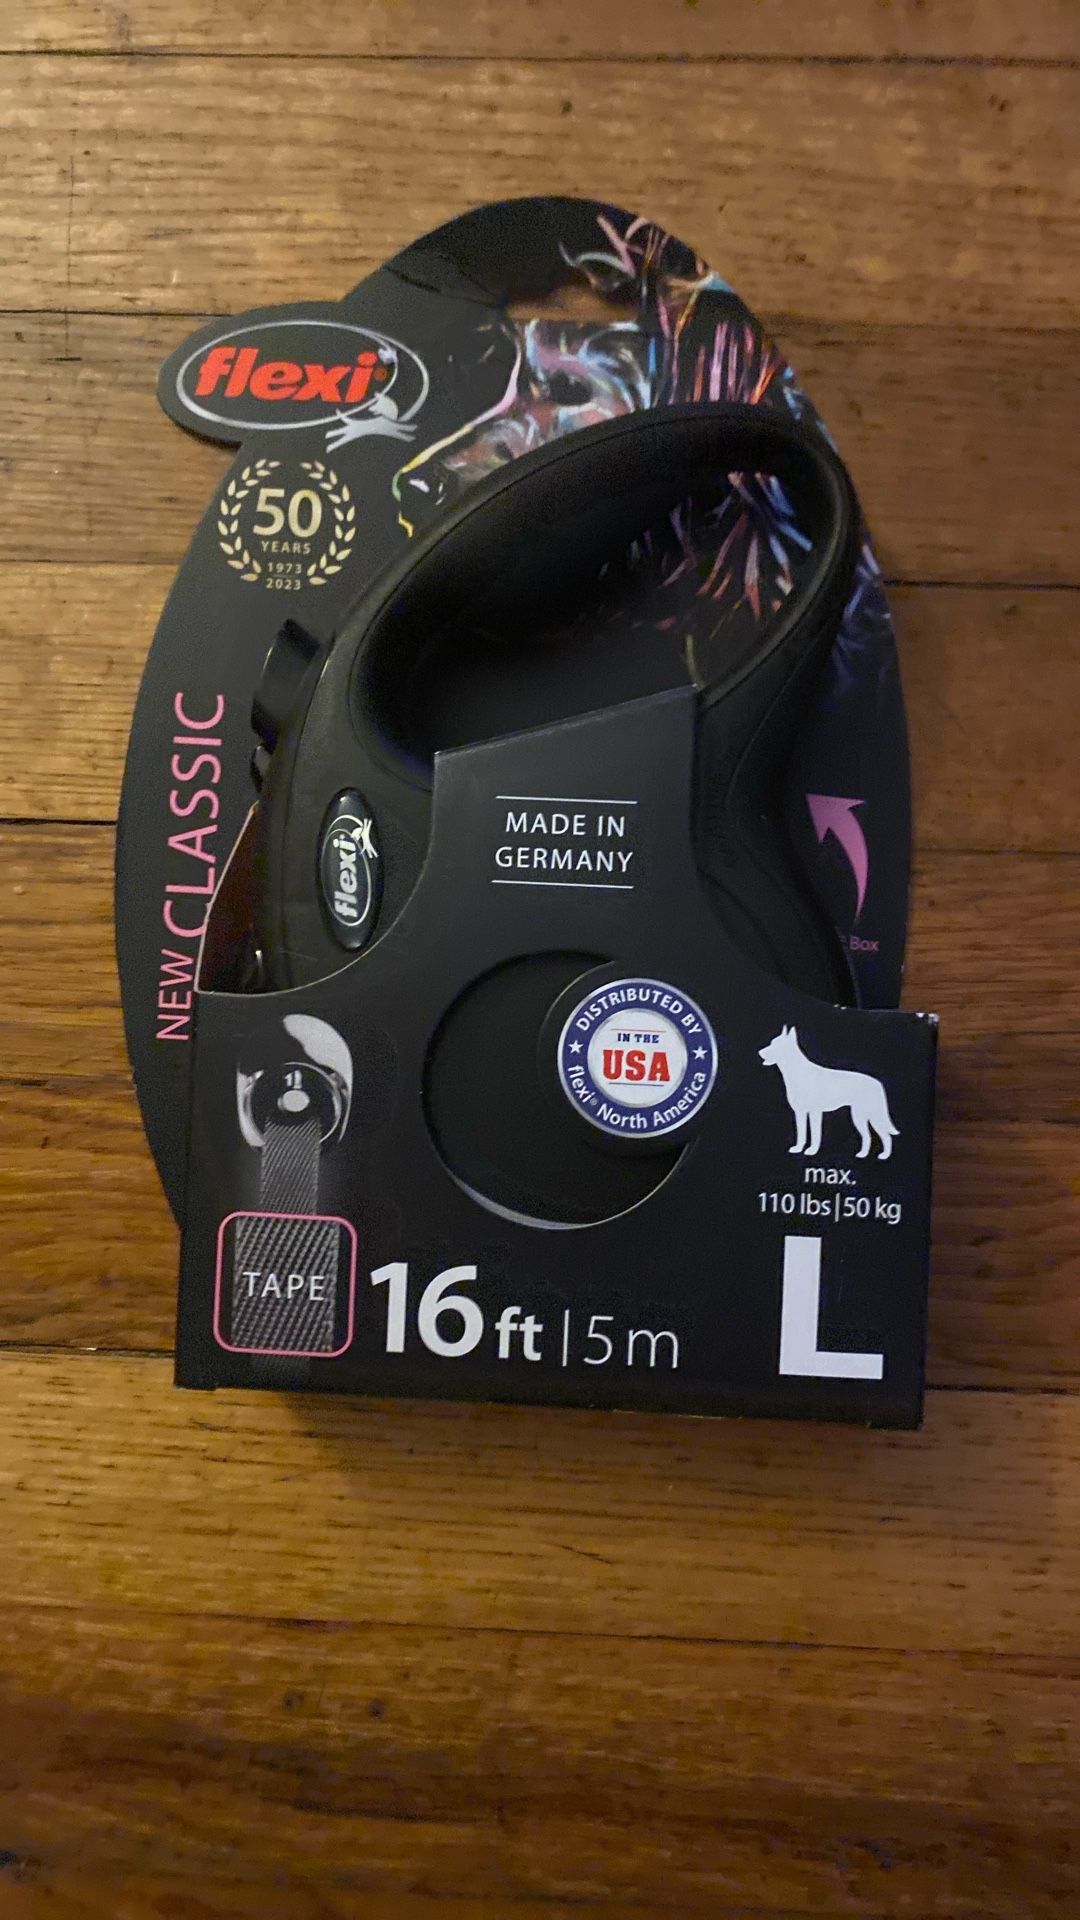 flexi®
50
YEARS
1973
2023
NEW CLASSIC
flexi
MADE IN
GERMANY
Box
DISTRIBUTED BY
IN THE
USA
flexi® North America
max.
110 lbs|50 kg
TAPE
16 ft | 5 m
L